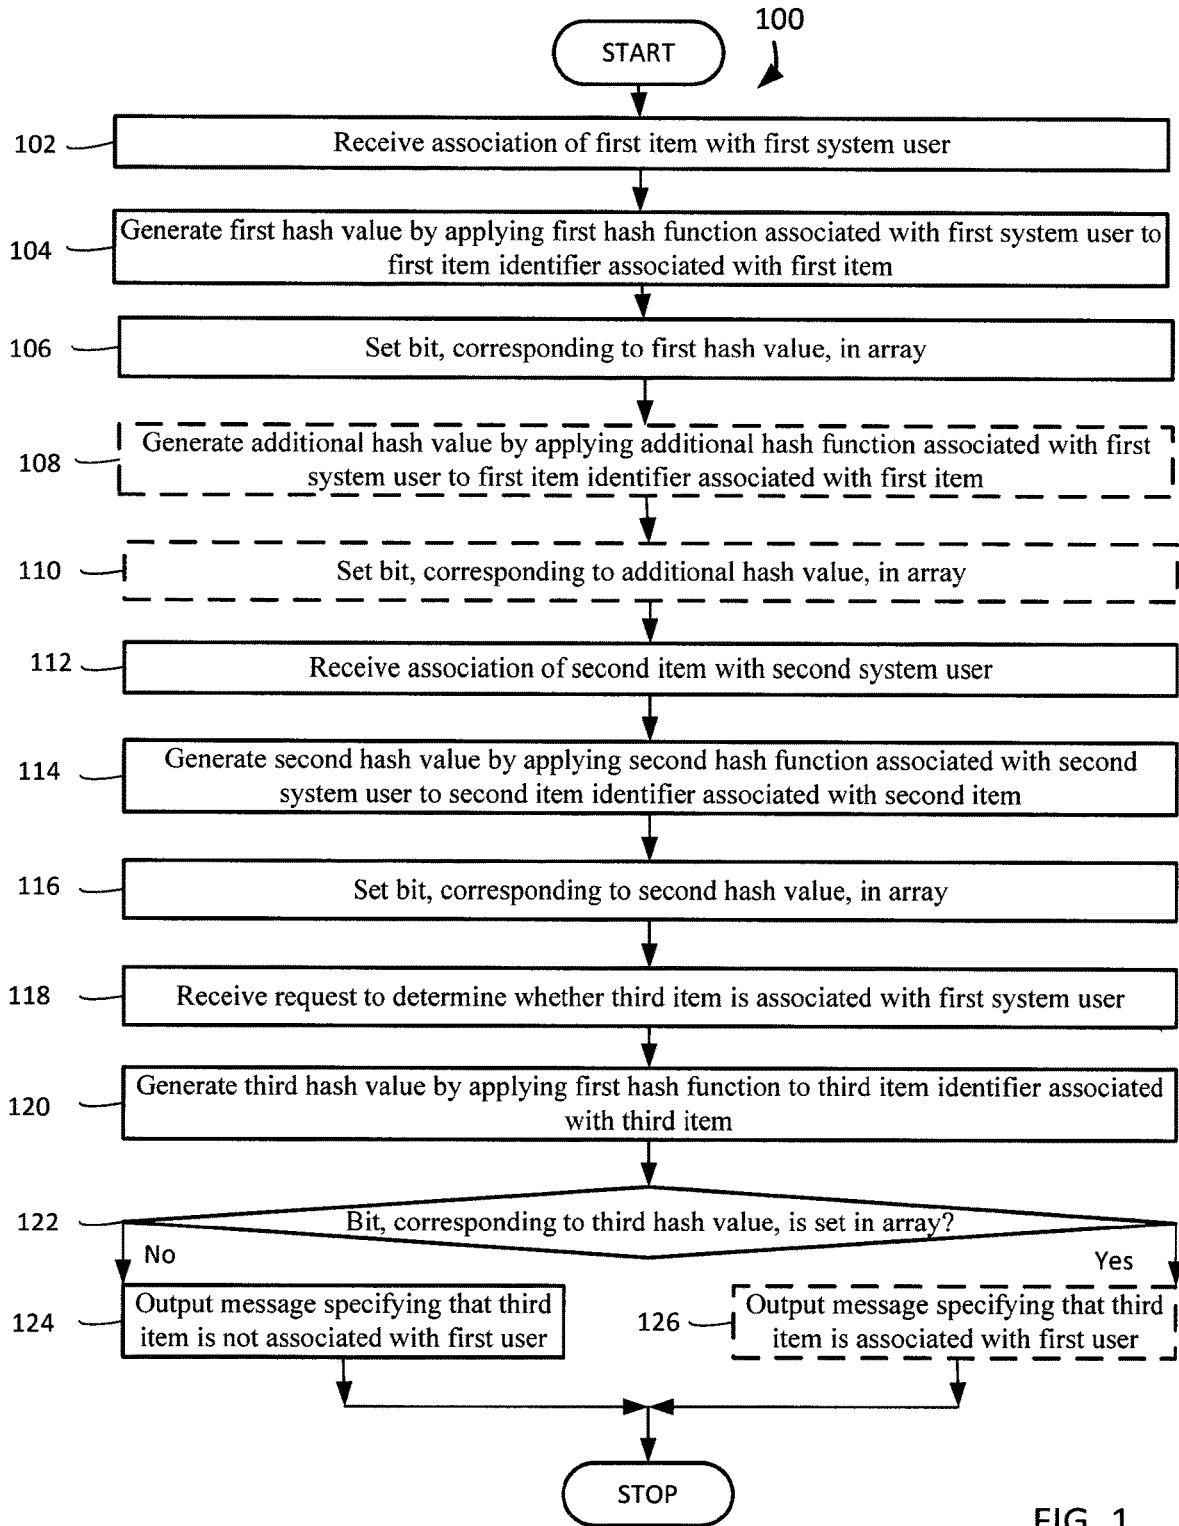 100
START
102
Receive association of first item with first system user
104
Generate first hash value by applying first hash function associated with first system user to
first item identifier associated with first item
106
Set bit, corresponding to first hash value, in array
108
Generate additional hash value by applying additional hash function associated with first
system user to first item identifier associated with first item
110
Set bit, corresponding to additional hash value, in array
112
Receive association of second item with second system user
114
Generate second hash value by applying second hash function associated with second
system user to second item identifier associated with second item
116
Set bit, corresponding to second hash value, in array
118
Receive request to determine whether third item is associated with first system user
120
Generate third hash value by applying first hash function to third item identifier associated
with third item
122
Bit, corresponding to third hash value, is set in array?
No
Yes
124
Output message specifying that third
item is not associated with first user
126
Output message specifying that third
item is associated with first user
STOP
FIG. 1